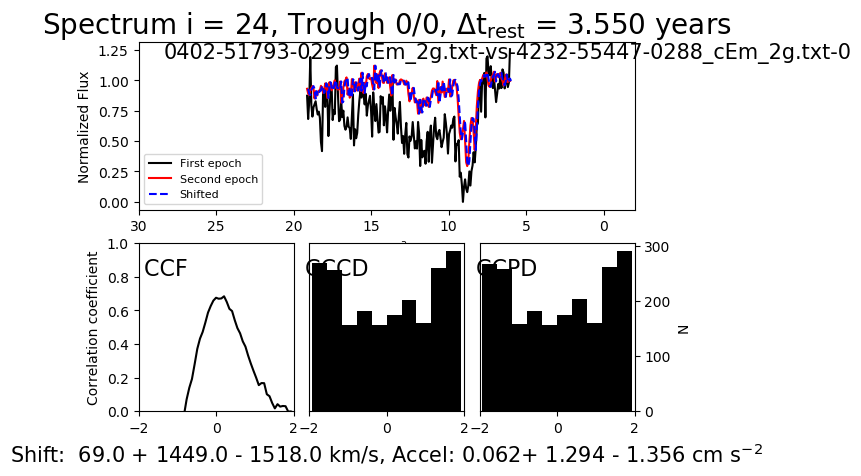 Spectrum i = 24, Trough 0/0, Δt_rest = 3.550 years
0402-51793-0299_cEm_2g.txt-vs-4232-55447-0288_cEm_2g.txt-0
Normalized Flux
1.25
1.00
0.75
0.50
0.25
0.00
First epoch
Second epoch
Shifted
30 25 20 15 10 5 0
Correlation coefficient
1.0
0.8
0.6
0.4
0.2
0.0
CCF
CCCD
CCPD
300
200
100
0
N
−2 0 2
−2 0 2
−2 0 2
Shift:  69.0 + 1449.0 - 1518.0 km/s, Accel: 0.062+ 1.294 - 1.356 cm s⁻²